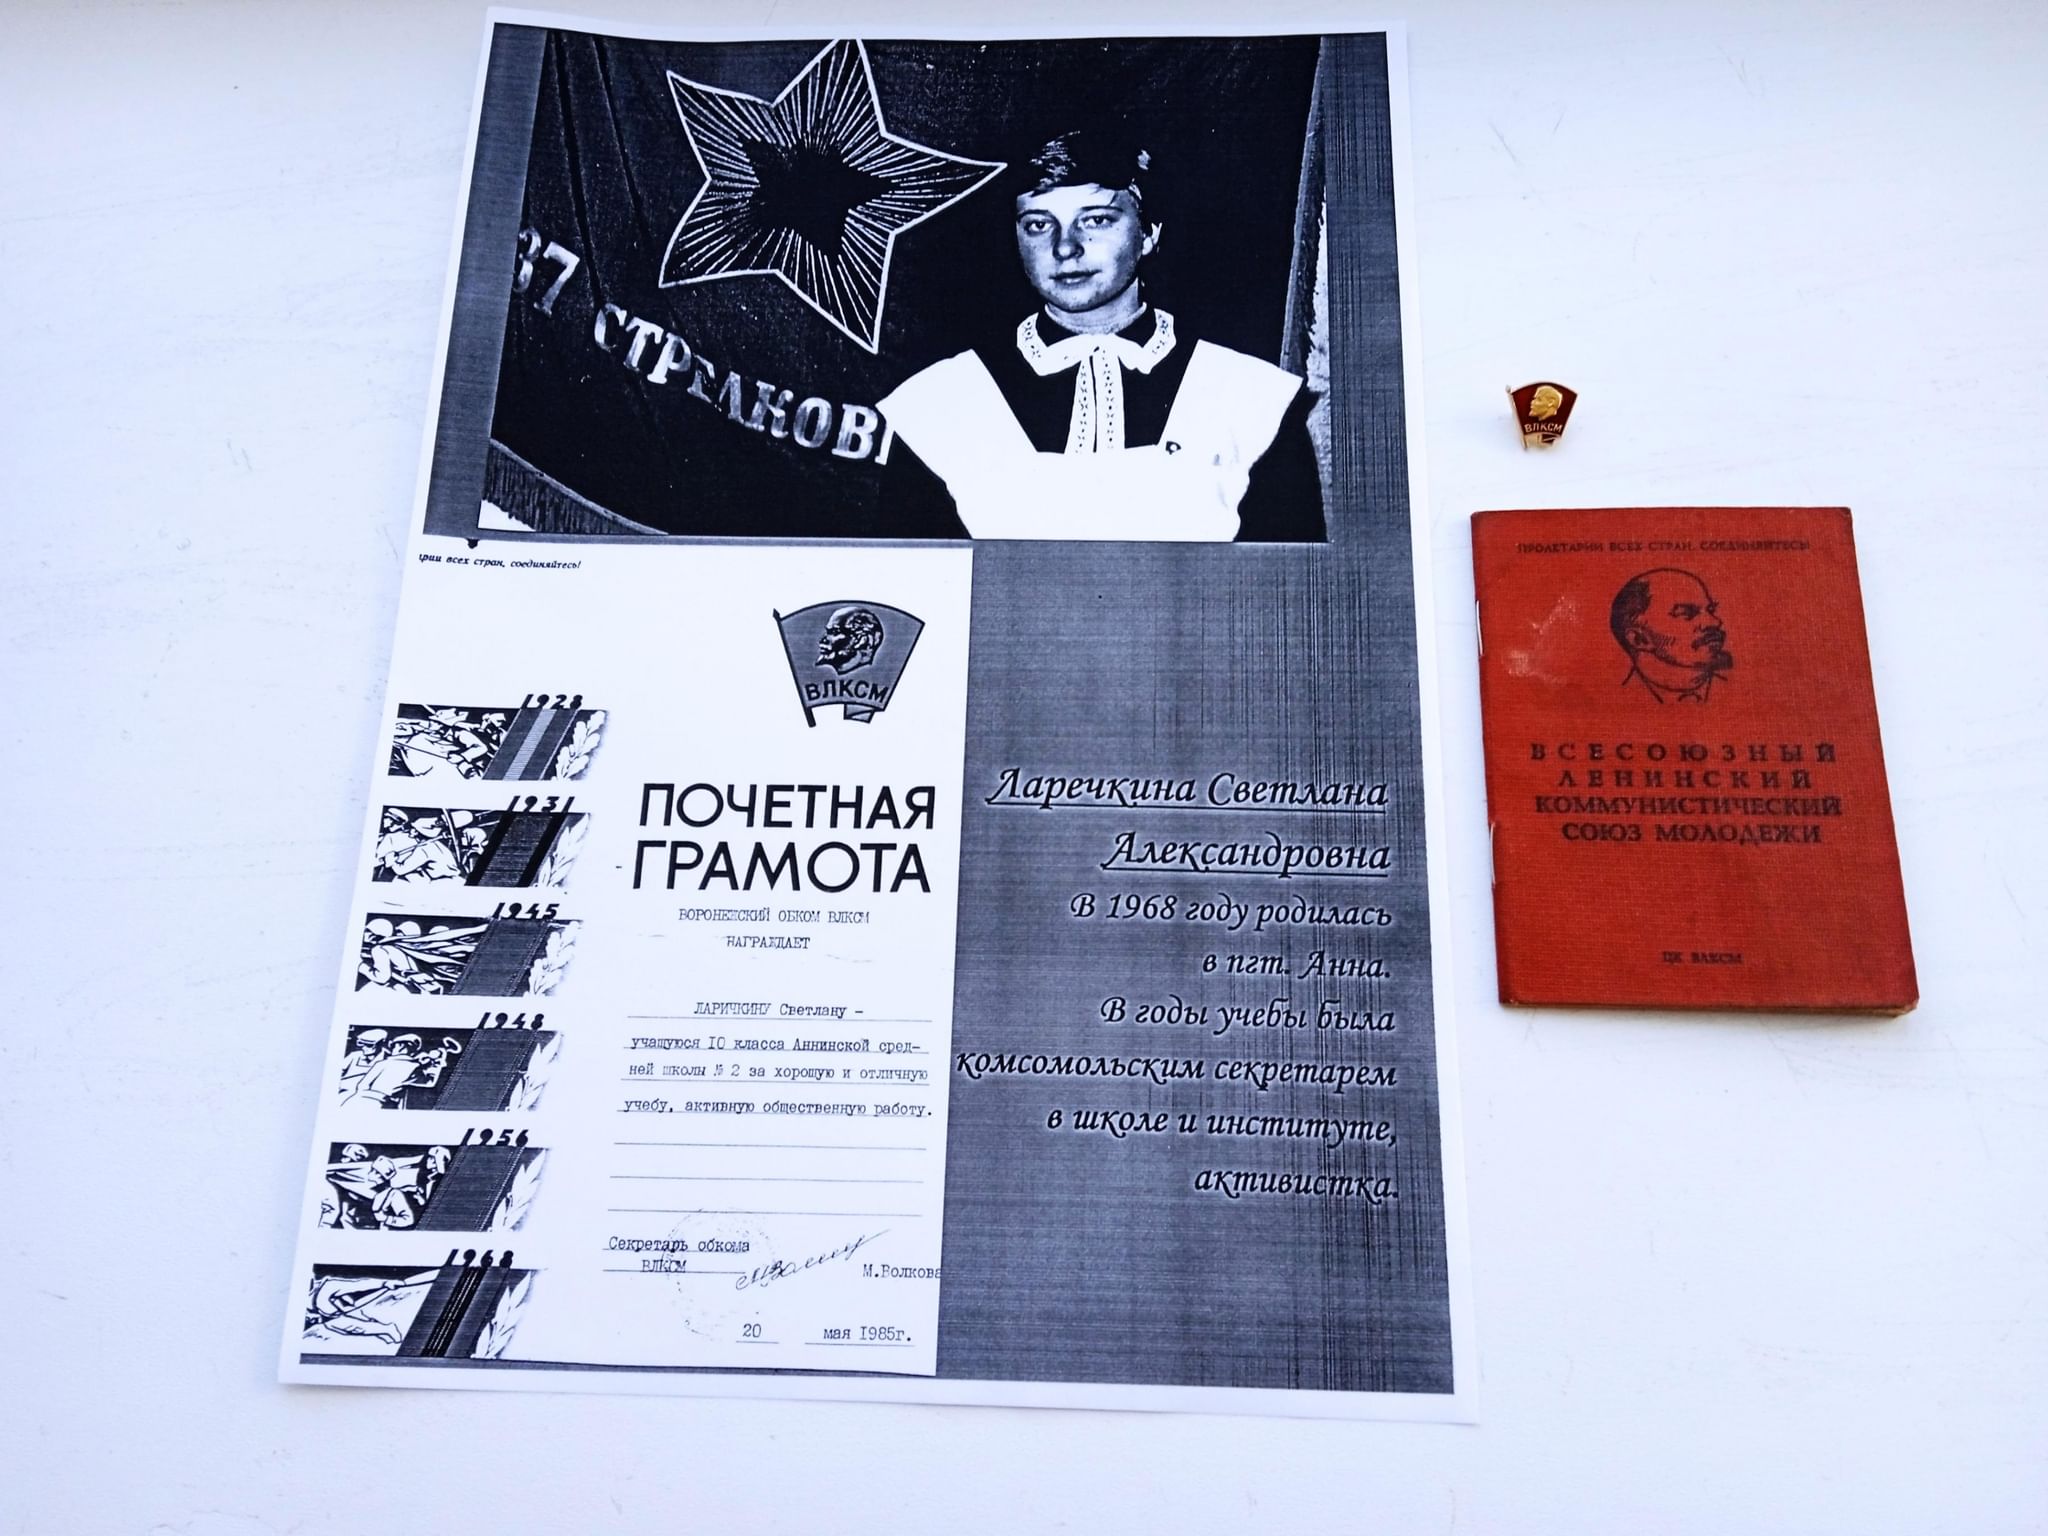 37 СТРЕЛКОВ
ВЛКСМ
ПРОЛЕТАРИИ ВСЕХ СТРАН, СОЕДИНЯЙТЕСЬ!
ВСЕСОЮЗНЫЙ
ЛЕНИНСКИЙ
КОММУНИСТИЧЕСКИЙ
СОЮЗ МОЛОДЕЖИ
ЦК ВЛКСМ
всех стран, соединяйтесь!
ВЛКСМ
1928
1931
1945
1948
1956
1968
ПОЧЕТНАЯ
ГРАМОТА
ВОРОНЕЖСКИЙ ОБКОМ ВЛКСМ
НАГРАЖДАЕТ
ЛАРИЧКИНУ Светлану –
учащуюся IO класса Аннинской сред-
ней школы № 2 за хорошую и отличную
учебу, активную общественную работу.
Секретарь обкома
ВЛКСМ
М.Волкова
20 мая I985г.
Ларечкина Светлана
Александровна
В 1968 году родилась
в пгт. Анна.
В годы учебы была
комсомольским секретарем
в школе и институте,
активистка.